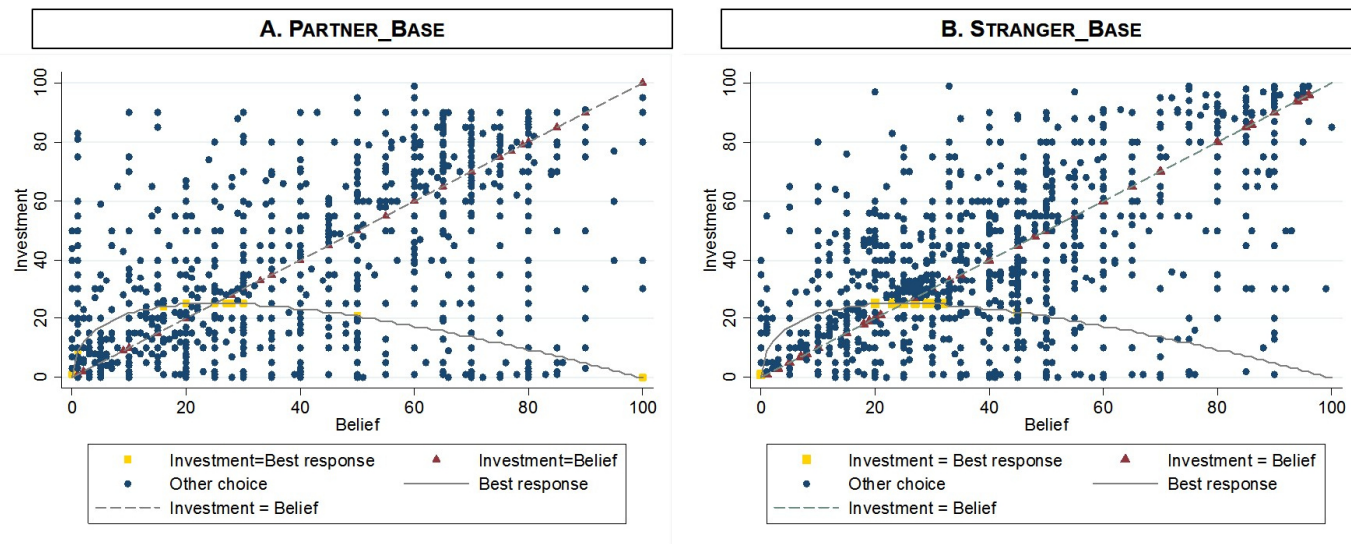 A. PARTNER_BASE
100
80
60
40
20
0
Investment
0 20 40 60 80 100
Belief
Investment=Best response Investment=Belief
Other choice Best response
Investment = Belief
B. STRANGER_BASE
100
80
60
40
20
0
Investment
0 20 40 60 80 100
Belief
Investment = Best response Investment = Belief
Other choice Best response
Investment = Belief